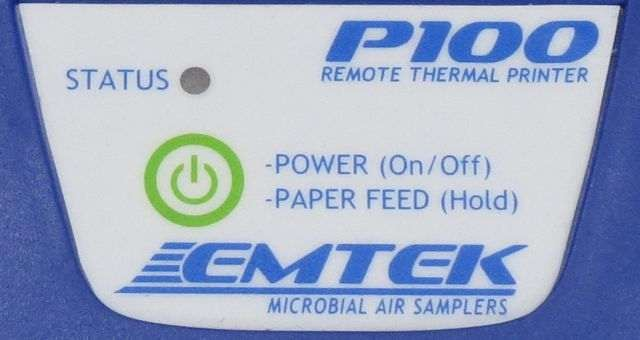 P100
REMOTE THERMAL PRINTER
STATUS
-POWER (On/Off)
-PAPER FEED (Hold)
EMTEK
MICROBIAL AIR SAMPLERS